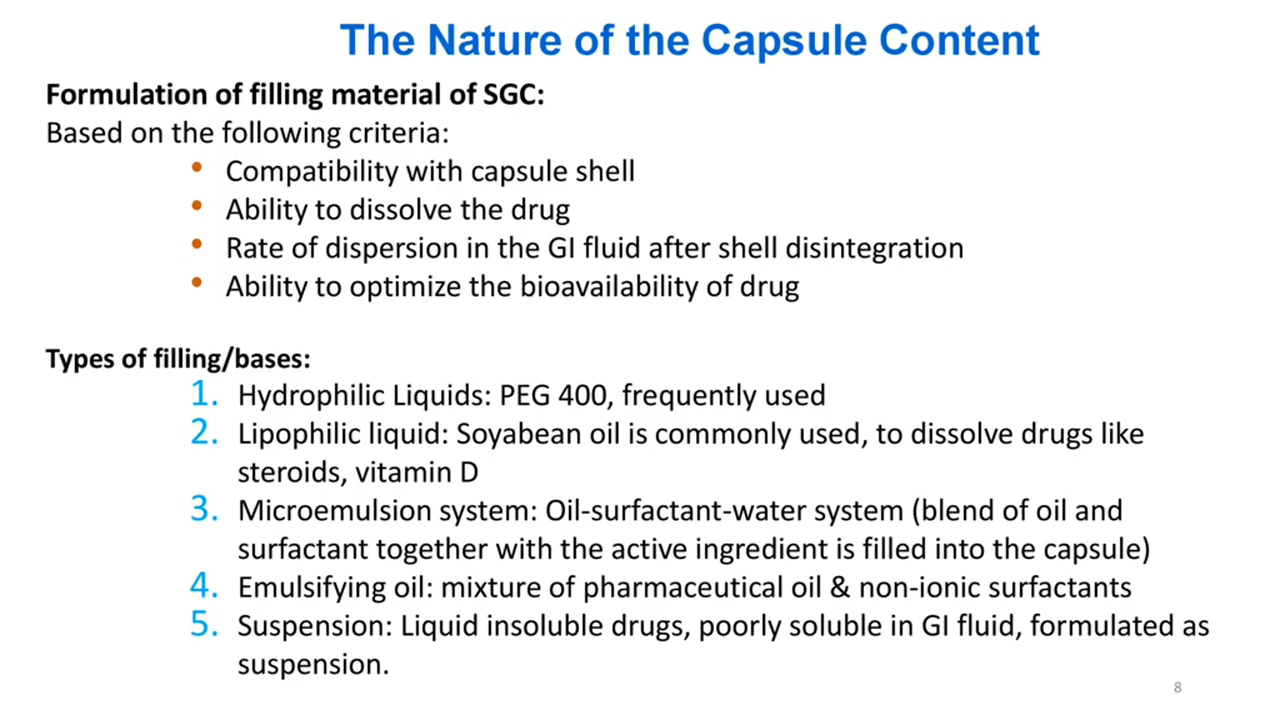 The Nature of the Capsule Content
Formulation of filling material of SGC:
Based on the following criteria:
• Compatibility with capsule shell
• Ability to dissolve the drug
• Rate of dispersion in the GI fluid after shell disintegration
• Ability to optimize the bioavailability of drug
Types of filling/bases:
1. Hydrophilic Liquids: PEG 400, frequently used
2. Lipophilic liquid: Soyabean oil is commonly used, to dissolve drugs like
steroids, vitamin D
3. Microemulsion system: Oil-surfactant-water system (blend of oil and
surfactant together with the active ingredient is filled into the capsule)
4. Emulsifying oil: mixture of pharmaceutical oil & non-ionic surfactants
5. Suspension: Liquid insoluble drugs, poorly soluble in GI fluid, formulated as
suspension.
8